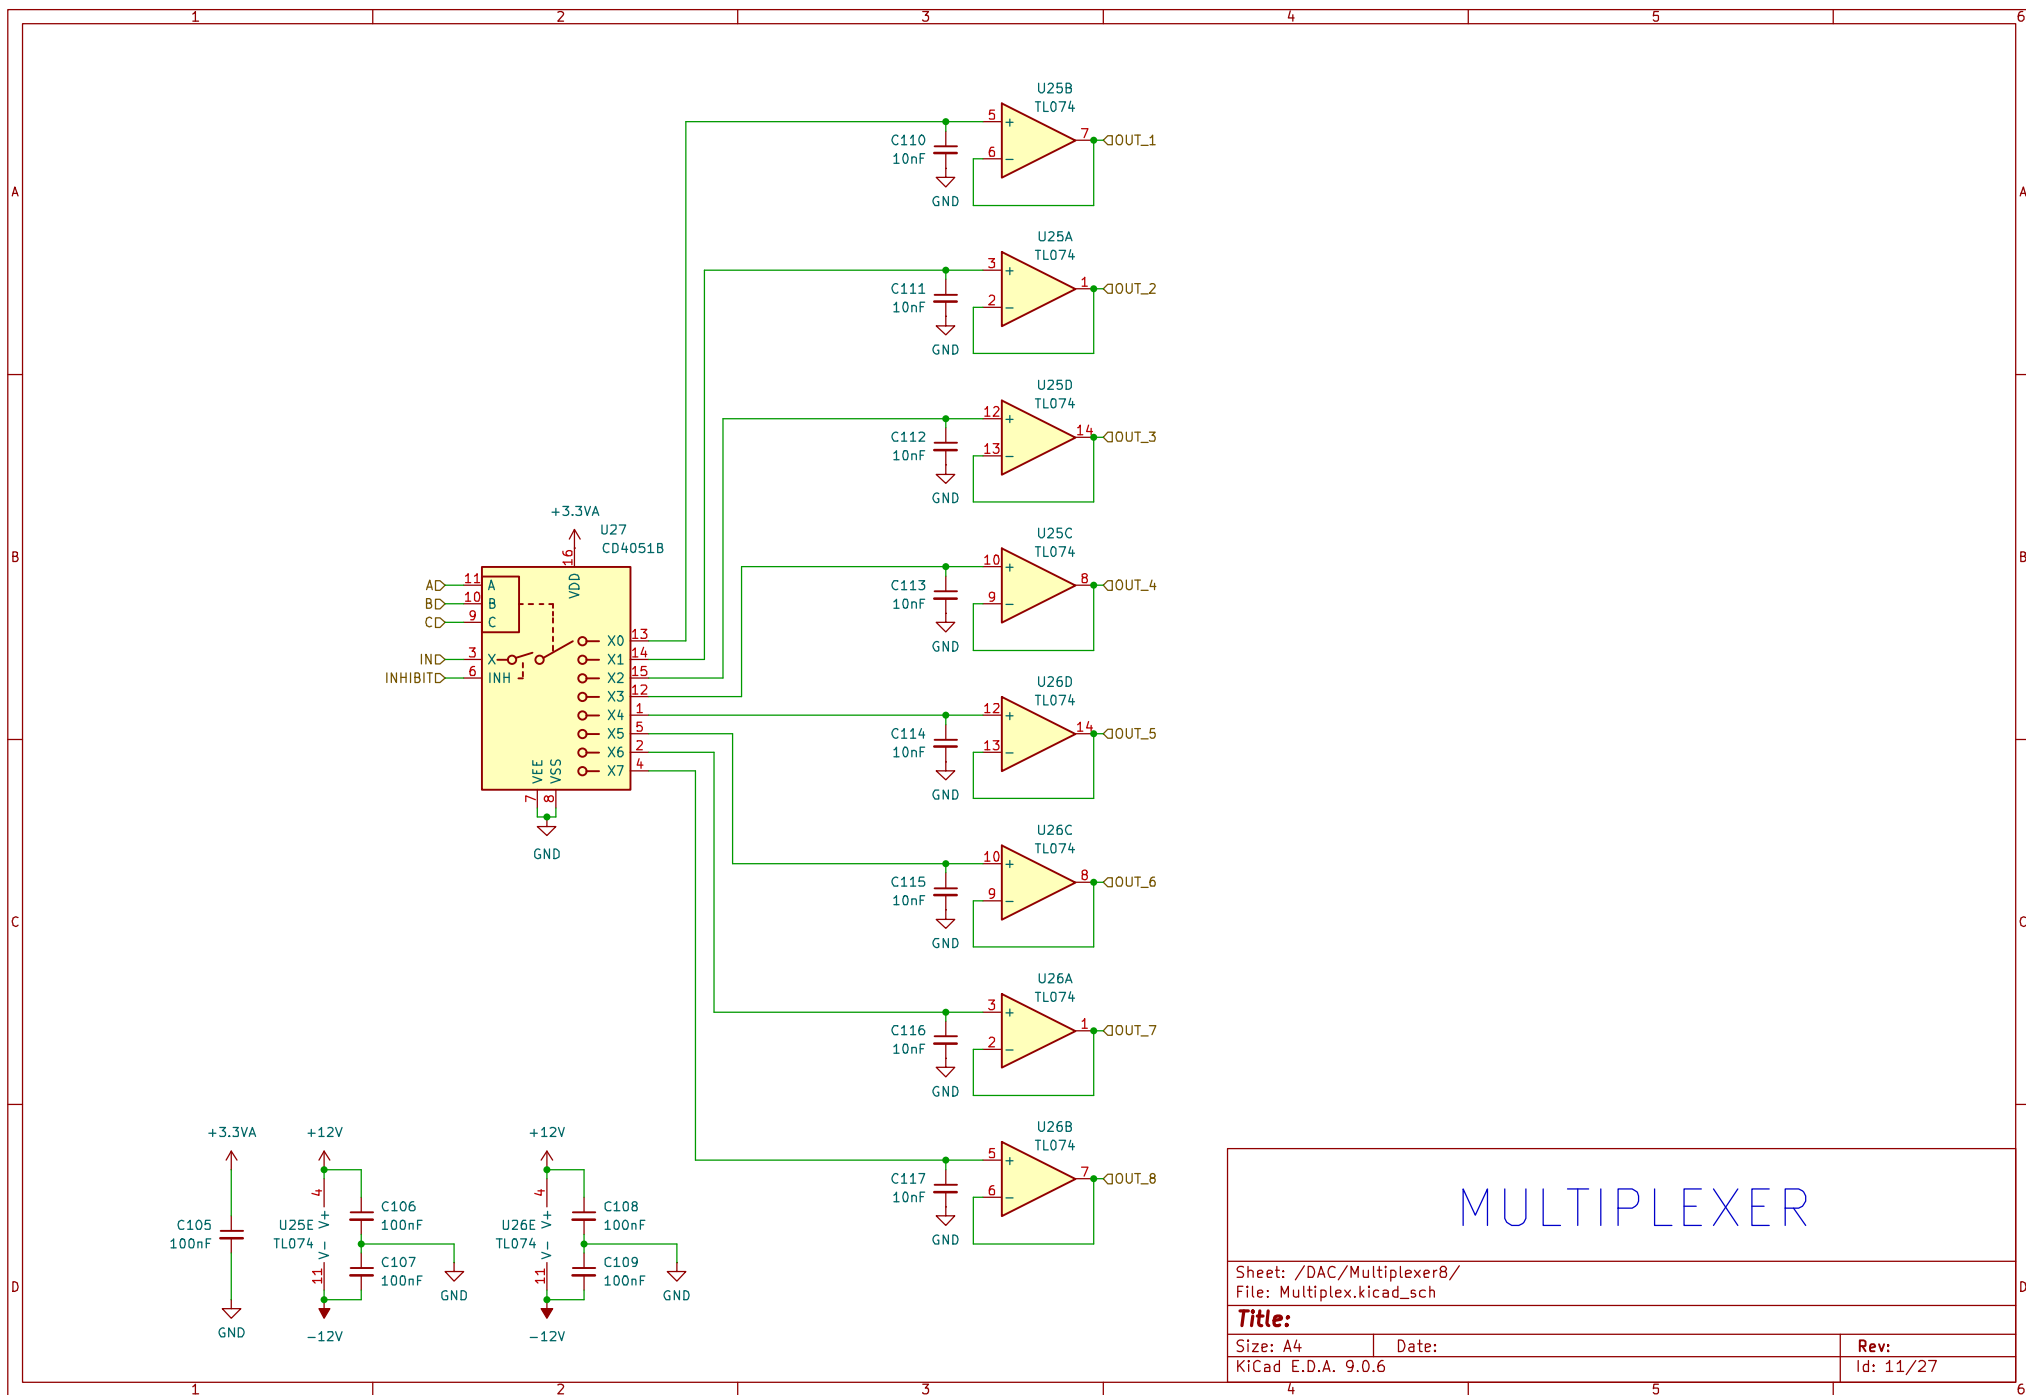 1 2 3 4 5 6
U25B
TL074
C110
10nF
5
6
7
+
−
OUT_1
GND
A
A
U25A
TL074
C111
10nF
3
2
1
+
−
OUT_2
GND
U25D
TL074
C112
10nF
12
13
14
+
−
OUT_3
GND
B
B
U25C
TL074
C113
10nF
10
9
8
+
−
OUT_4
GND
+3.3VA
U27
CD4051B
16
VDD
A 11 A
B 10 B
C 9 C
IN 3 X
INHIBIT 6 INH
X0 13
X1 14
X2 15
X3 12
X4 1
X5 5
X6 2
X7 4
VEE
VSS
7
8
GND
U26D
TL074
C114
10nF
12
13
14
+
−
OUT_5
GND
U26C
TL074
C115
10nF
10
9
8
+
−
OUT_6
GND
C
C
U26A
TL074
C116
10nF
3
2
1
+
−
OUT_7
GND
U26B
TL074
C117
10nF
5
6
7
+
−
OUT_8
GND
+3.3VA
C105
100nF
GND
+12V
4
V+
U25E
TL074
V−
11
−12V
C106
100nF
C107
100nF
GND
+12V
4
V+
U26E
TL074
V−
11
−12V
C108
100nF
C109
100nF
GND
D
D
MULTIPLEXER
Sheet: /DAC/Multiplexer8/
File: Multiplex.kicad_sch
Title:
Size: A4 Date: Rev:
KiCad E.D.A. 9.0.6 Id: 11/27
1 2 3 4 5 6